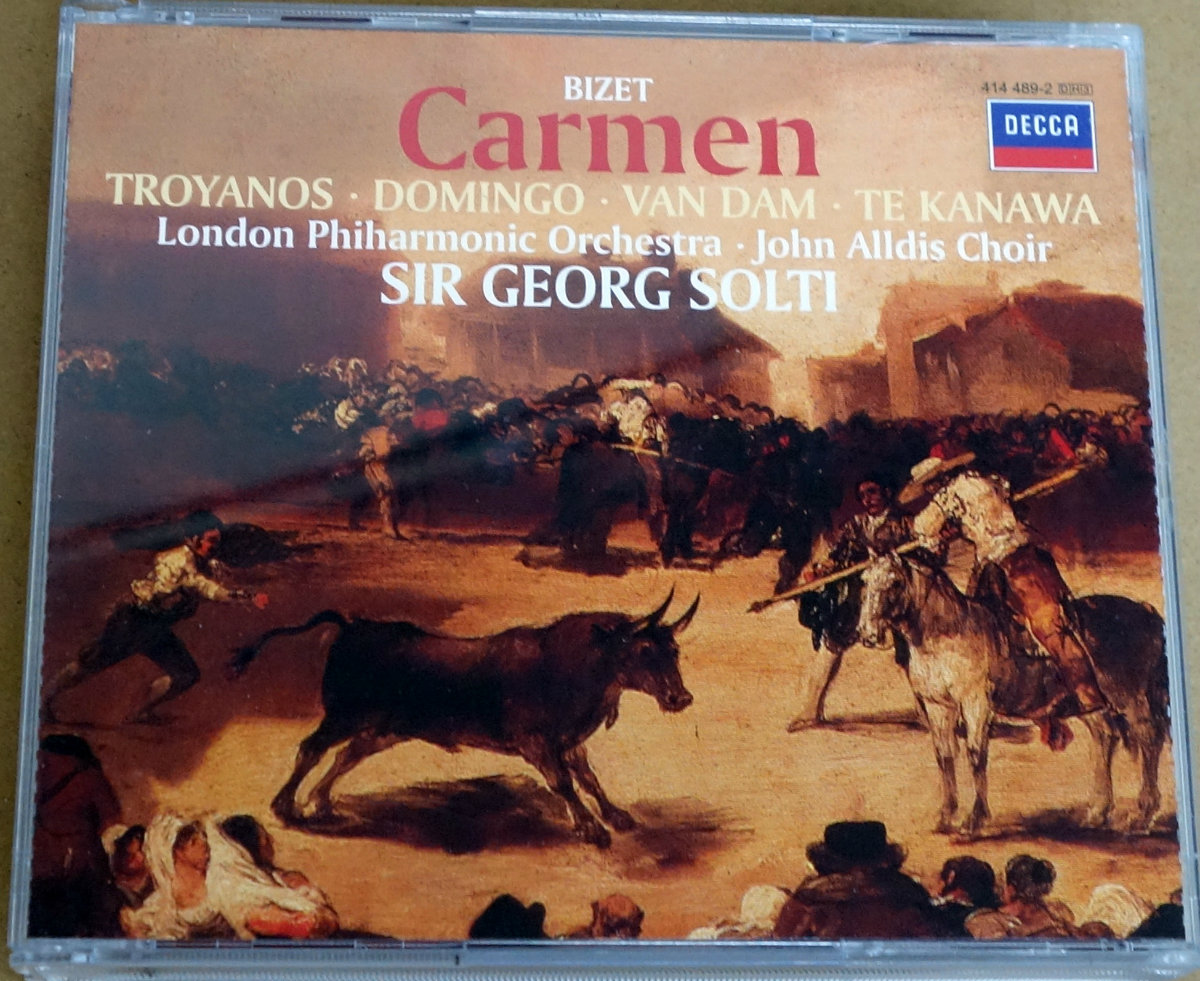 BIZET
Carmen
414 489-2 DH3
DECCA
TROYANOS · DOMINGO · VAN DAM · TE KANAWA
London Philharmonic Orchestra · John Alldis Choir
SIR GEORG SOLTI